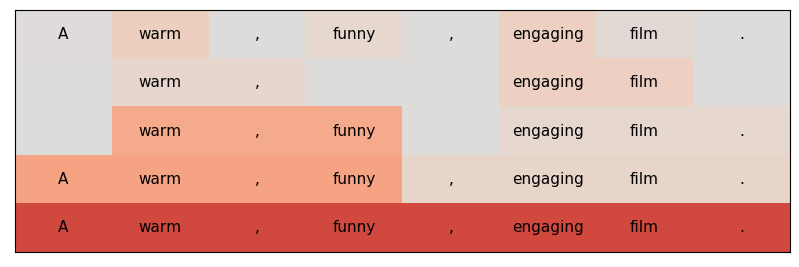 A warm , funny , engaging film .
warm , engaging film
warm , funny engaging film .
A warm , funny , engaging film .
A warm , funny , engaging film .